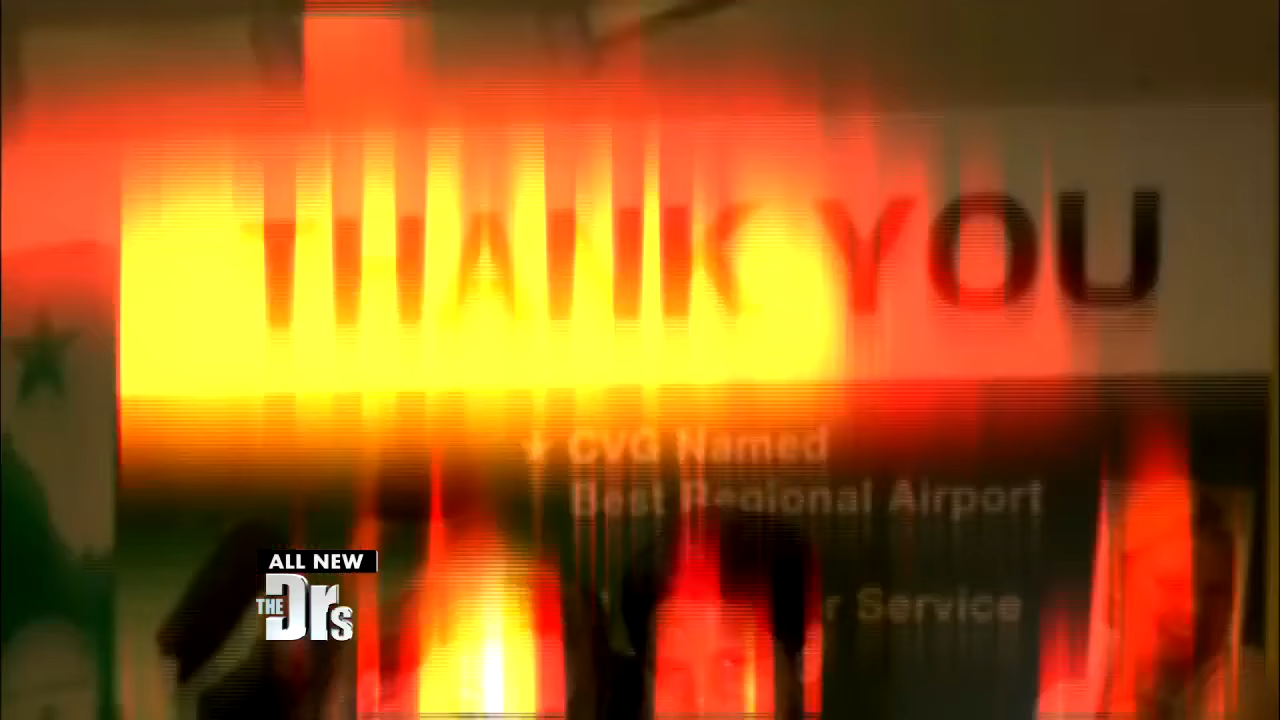 THANK YOU
CVG Named
Best Regional Airport
r Service
ALL NEW
THE Drs